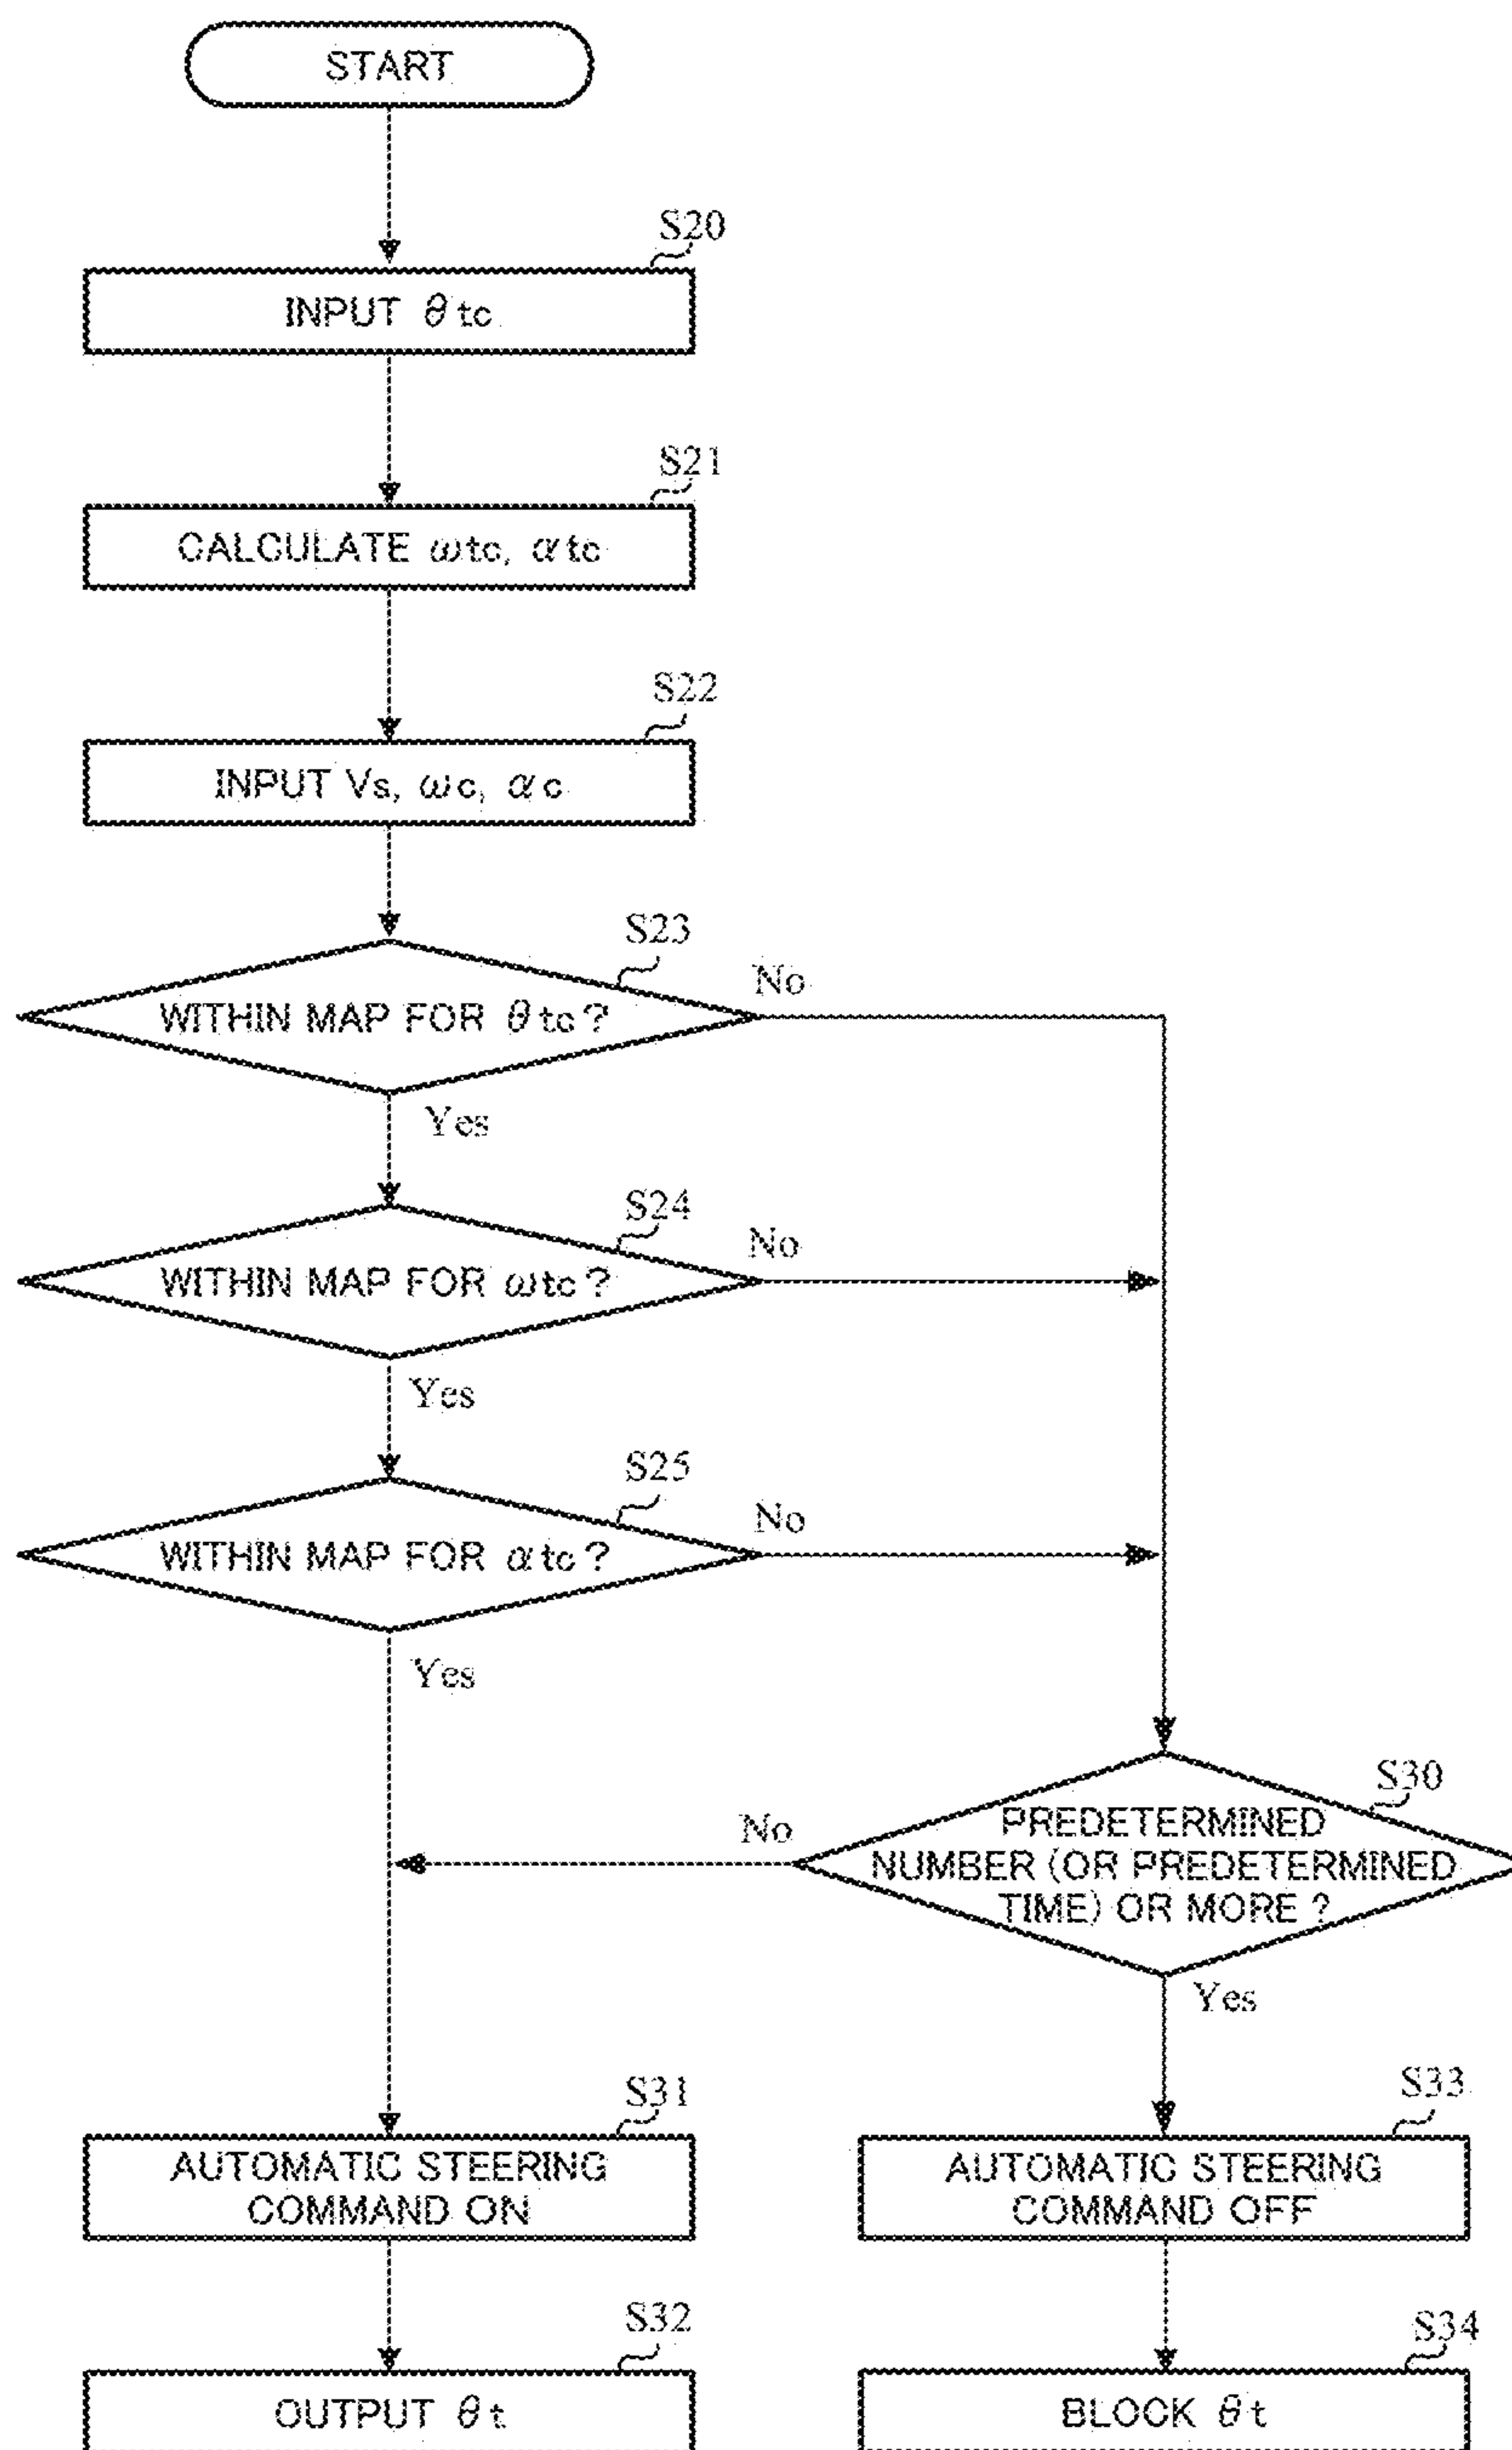 START
S20
INPUT θtc
S21
CALCULATE ωtc, αtc
S22
INPUT Vs, ωc, αc
S23
WITHIN MAP FOR θtc?
No
Yes
S24
WITHIN MAP FOR ωtc?
No
Yes
S25
WITHIN MAP FOR αtc?
No
Yes
S30
PREDETERMINED
NUMBER (OR PREDETERMINED
TIME) OR MORE ?
No
Yes
S31
AUTOMATIC STEERING
COMMAND ON
S33
AUTOMATIC STEERING
COMMAND OFF
S32
OUTPUT θt
S34
BLOCK θt